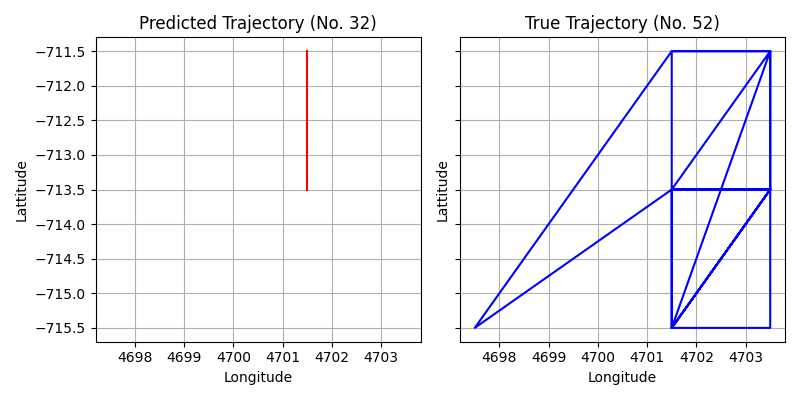 Predicted Trajectory (No. 32)
True Trajectory (No. 52)
Lattitude
−711.5
−712.0
−712.5
−713.0
−713.5
−714.0
−714.5
−715.0
−715.5
4698 4699 4700 4701 4702 4703
Longitude
Lattitude
4698 4699 4700 4701 4702 4703
Longitude